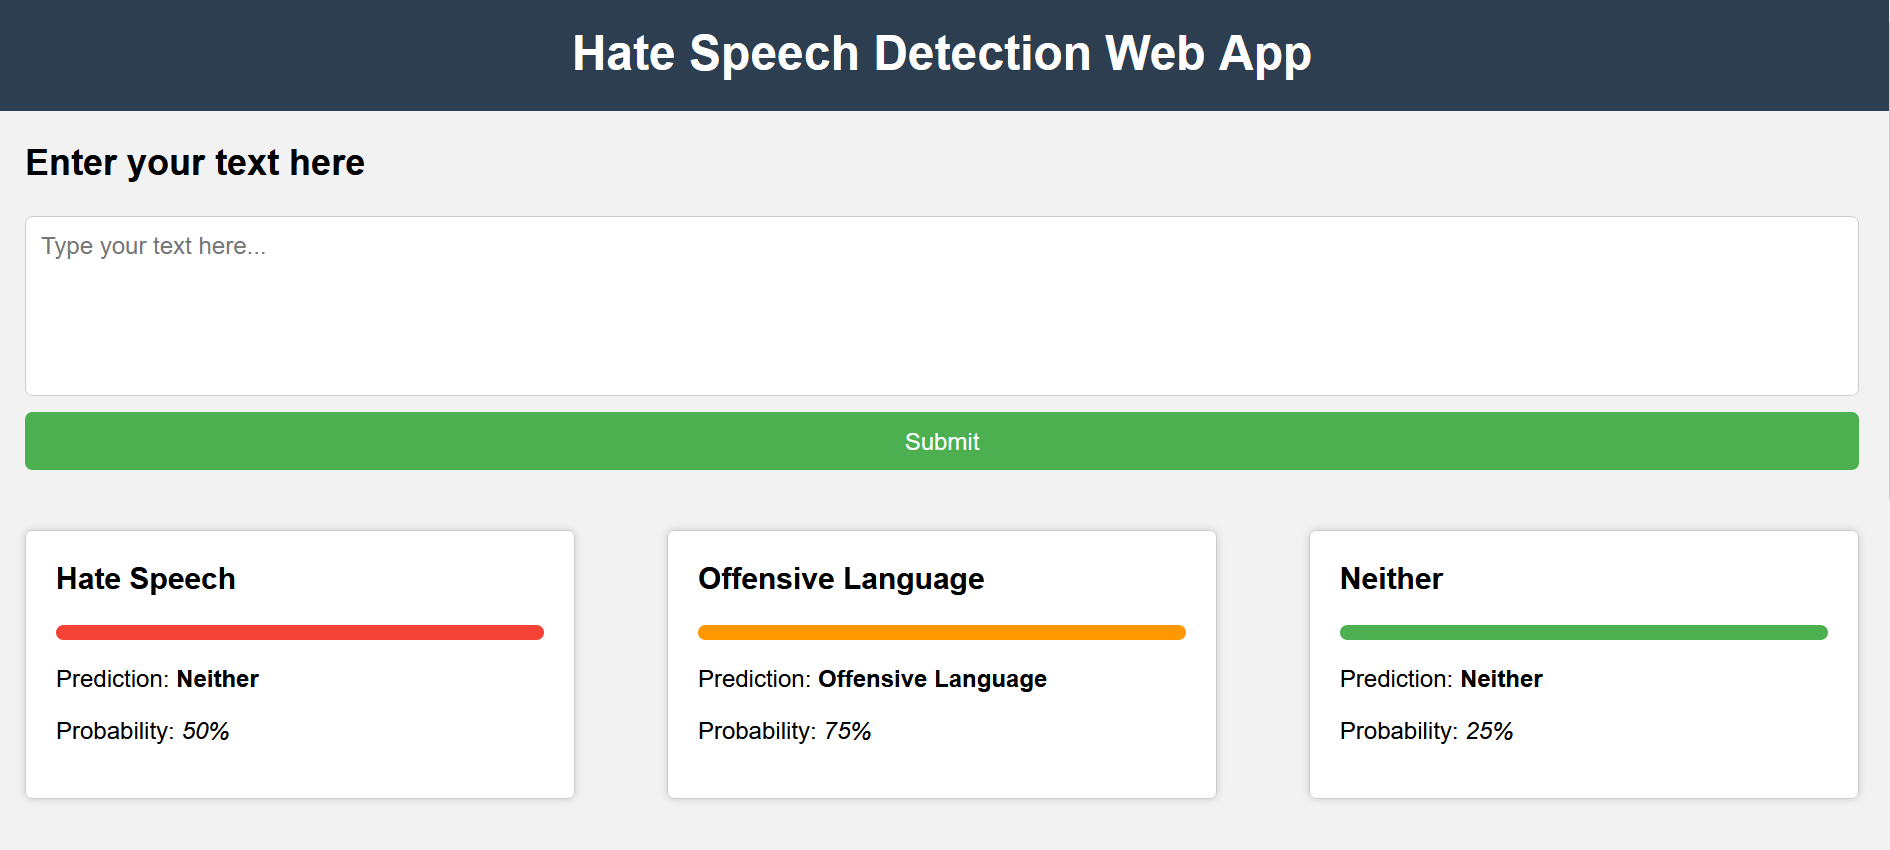 Hate Speech Detection Web App
Enter your text here
Type your text here...
Submit
Hate Speech
Prediction: Neither
Probability: 50%
Offensive Language
Prediction: Offensive Language
Probability: 75%
Neither
Prediction: Neither
Probability: 25%